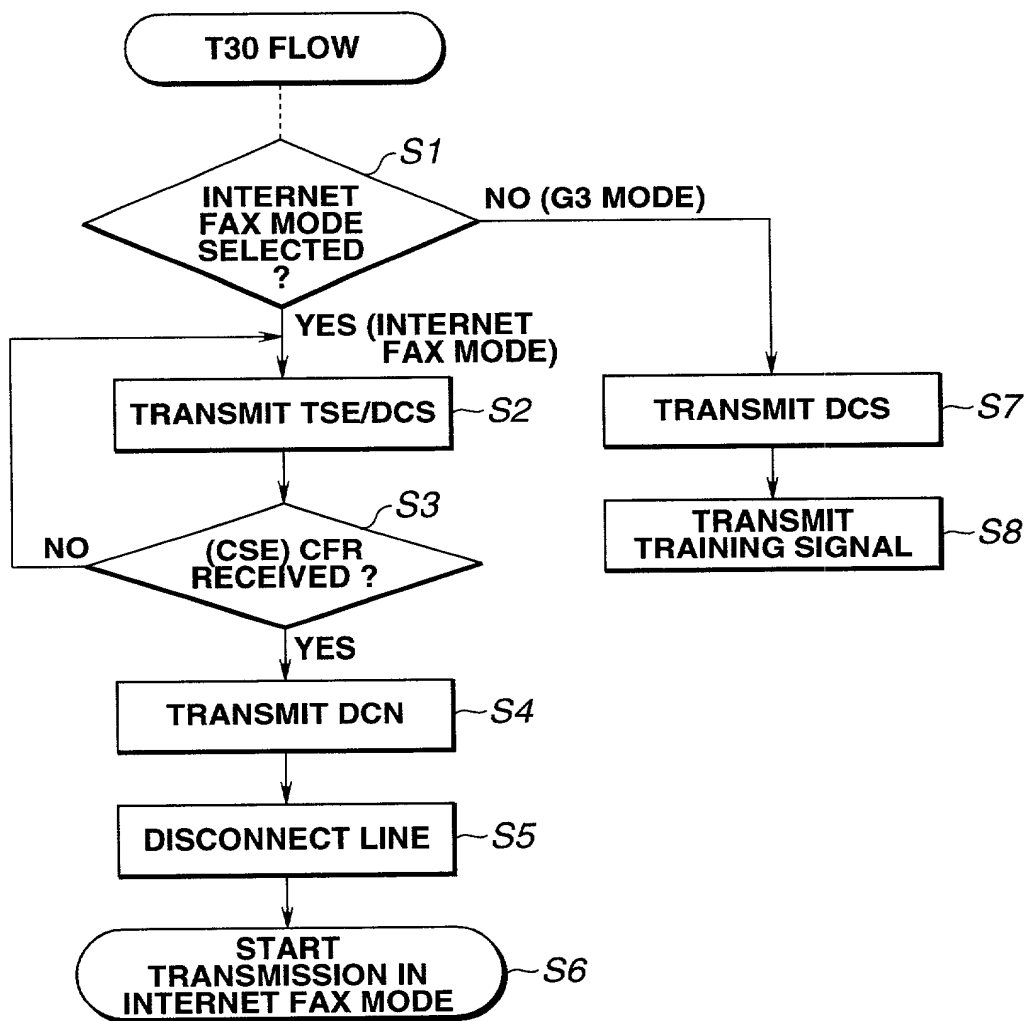 T30 FLOW
S1
INTERNET
FAX MODE
SELECTED
?
NO (G3 MODE)
YES (INTERNET
FAX MODE)
TRANSMIT TSE/DCS
S2
TRANSMIT DCS
S7
S3
NO
(CSE) CFR
RECEIVED ?
TRANSMIT
TRAINING SIGNAL
S8
YES
TRANSMIT DCN
S4
DISCONNECT LINE
S5
START
TRANSMISSION IN
INTERNET FAX MODE
S6